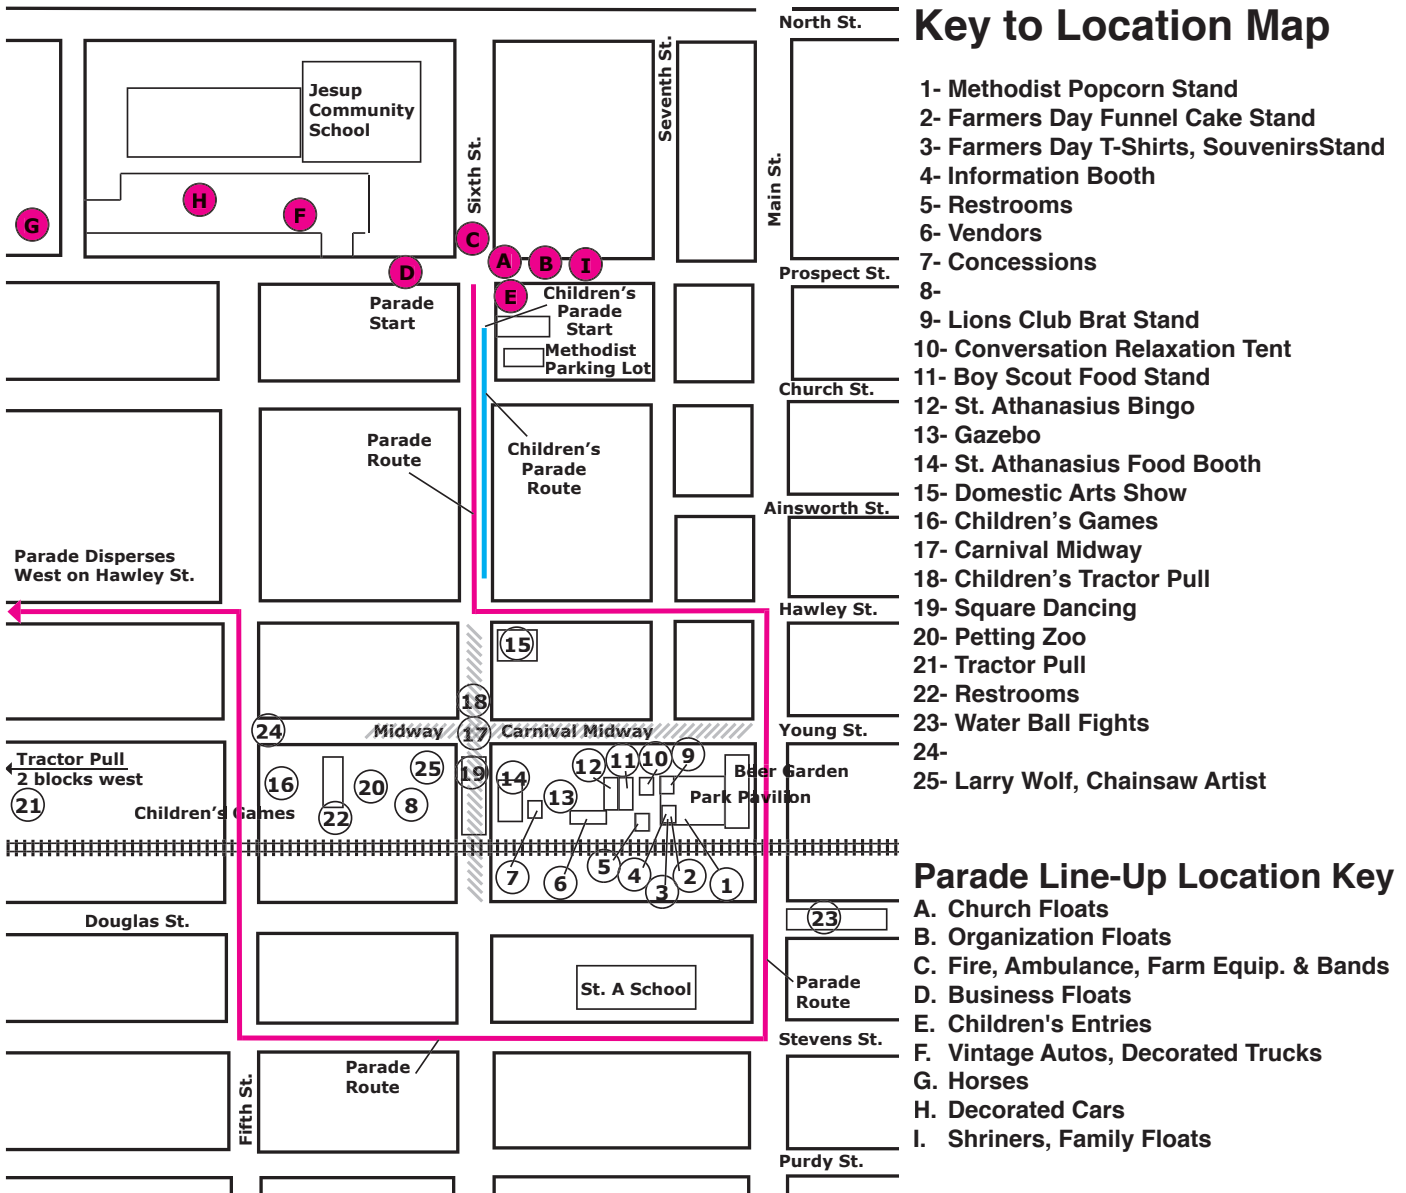 North St.
Jesup
Community
School
Sixth St.
Seventh St.
Main St.
H
F
G
C
A
B
I
D
E
Prospect St.
Parade
Start
Children's
Parade
Start
Methodist
Parking Lot
Church St.
Parade
Route
Children's
Parade
Route
Ainsworth St.
Parade Disperses
West on Hawley St.
Hawley St.
15
18
24
Midway
17
Carnival Midway
Young St.
Tractor Pull
2 blocks west
21
16
20
25
8
22
Children's Games
19
14
13
12
11
10
9
Beer Garden
Park Pavilion
7
6
5
4
3
2
1
Douglas St.
23
St. A School
Parade
Route
Stevens St.
Parade
Route
Fifth St.
Purdy St.
Key to Location Map
1- Methodist Popcorn Stand
2- Farmers Day Funnel Cake Stand
3- Farmers Day T-Shirts, SouvenirsStand
4- Information Booth
5- Restrooms
6- Vendors
7- Concessions
8-
9- Lions Club Brat Stand
10- Conversation Relaxation Tent
11- Boy Scout Food Stand
12- St. Athanasius Bingo
13- Gazebo
14- St. Athanasius Food Booth
15- Domestic Arts Show
16- Children’s Games
17- Carnival Midway
18- Children’s Tractor Pull
19- Square Dancing
20- Petting Zoo
21- Tractor Pull
22- Restrooms
23- Water Ball Fights
24-
25- Larry Wolf, Chainsaw Artist
Parade Line-Up Location Key
A. Church Floats
B. Organization Floats
C. Fire, Ambulance, Farm Equip. & Bands
D. Business Floats
E. Children's Entries
F. Vintage Autos, Decorated Trucks
G. Horses
H. Decorated Cars
I. Shriners, Family Floats